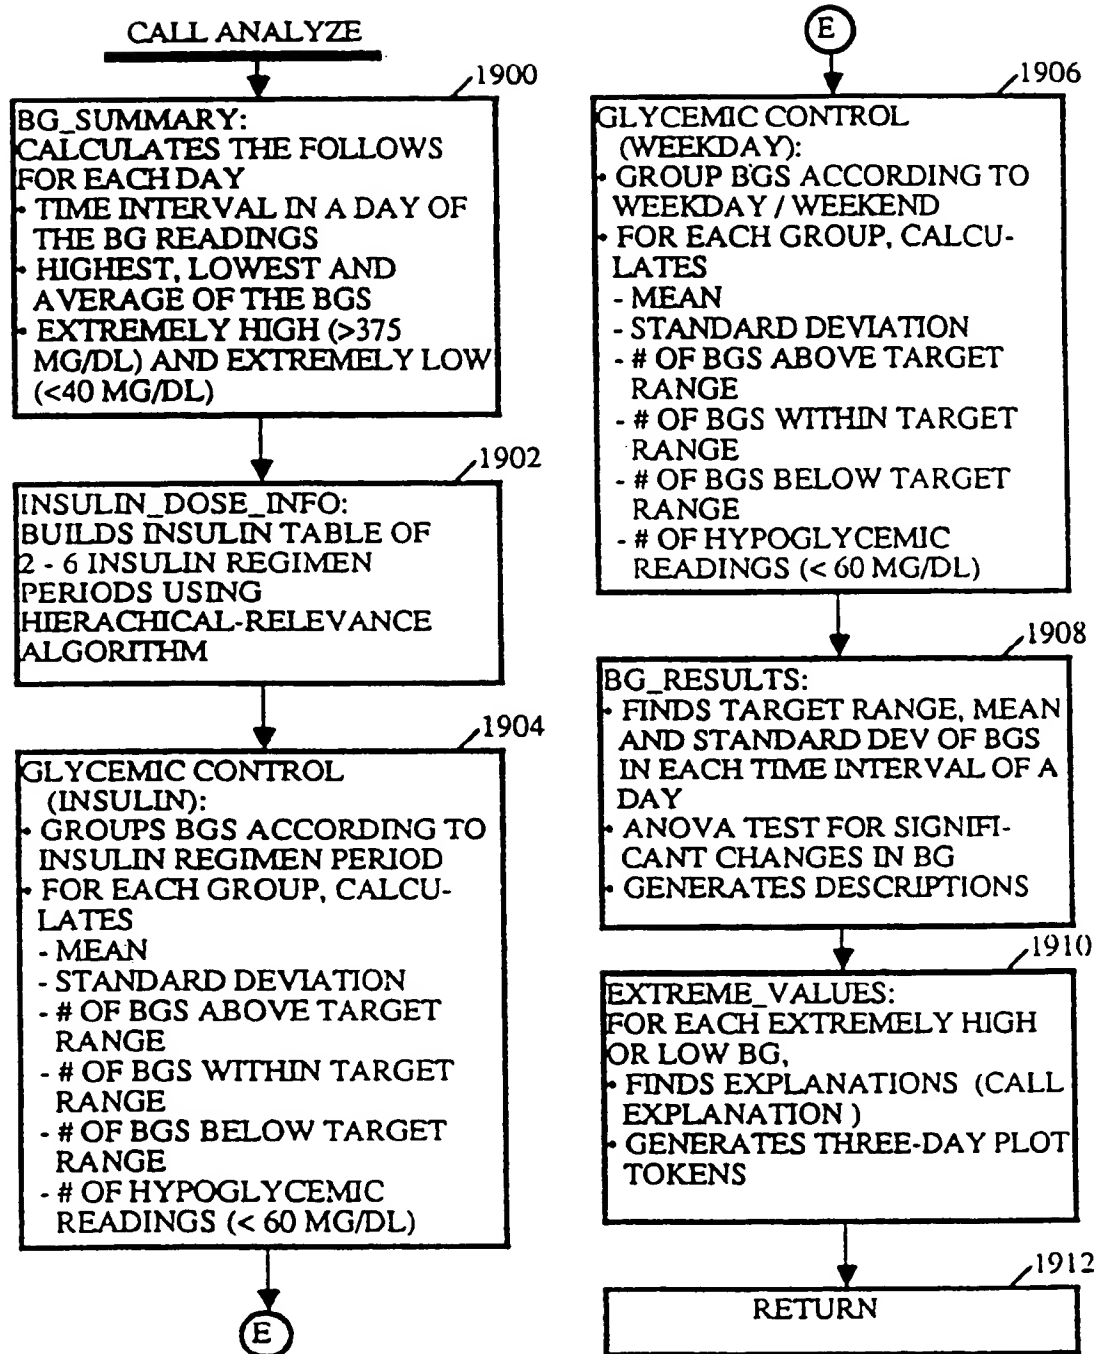 CALL ANALYZE
1900
BG_SUMMARY:
CALCULATES THE FOLLOWS
FOR EACH DAY
• TIME INTERVAL IN A DAY OF
THE BG READINGS
• HIGHEST, LOWEST AND
AVERAGE OF THE BGS
• EXTREMELY HIGH (>375
MG/DL) AND EXTREMELY LOW
(<40 MG/DL)
1902
INSULIN_DOSE_INFO:
BUILDS INSULIN TABLE OF
2 - 6 INSULIN REGIMEN
PERIODS USING
HIERACHICAL-RELEVANCE
ALGORITHM
1904
GLYCEMIC CONTROL
(INSULIN):
• GROUPS BGS ACCORDING TO
INSULIN REGIMEN PERIOD
• FOR EACH GROUP, CALCU-
LATES
- MEAN
- STANDARD DEVIATION
- # OF BGS ABOVE TARGET
RANGE
- # OF BGS WITHIN TARGET
RANGE
- # OF BGS BELOW TARGET
RANGE
- # OF HYPOGLYCEMIC
READINGS (< 60 MG/DL)
E
E
1906
GLYCEMIC CONTROL
(WEEKDAY):
• GROUP BGS ACCORDING TO
WEEKDAY / WEEKEND
• FOR EACH GROUP, CALCU-
LATES
- MEAN
- STANDARD DEVIATION
- # OF BGS ABOVE TARGET
RANGE
- # OF BGS WITHIN TARGET
RANGE
- # OF BGS BELOW TARGET
RANGE
- # OF HYPOGLYCEMIC
READINGS (< 60 MG/DL)
1908
BG_RESULTS:
• FINDS TARGET RANGE, MEAN
AND STANDARD DEV OF BGS
IN EACH TIME INTERVAL OF A
DAY
• ANOVA TEST FOR SIGNIFI-
CANT CHANGES IN BG
• GENERATES DESCRIPTIONS
1910
EXTREME_VALUES:
FOR EACH EXTREMELY HIGH
OR LOW BG,
• FINDS EXPLANATIONS (CALL
EXPLANATION )
• GENERATES THREE-DAY PLOT
TOKENS
1912
RETURN